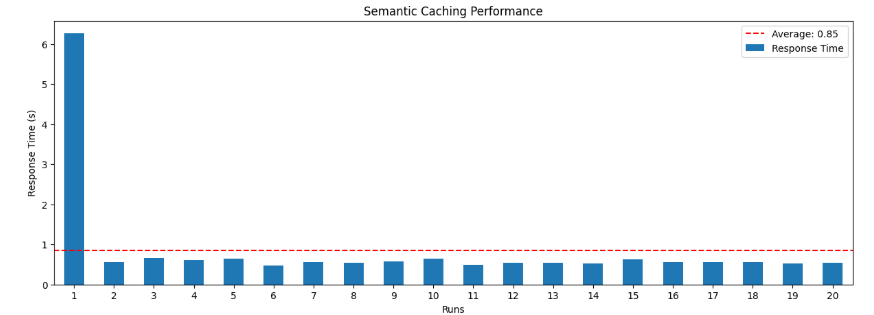 Semantic Caching Performance
Average: 0.85
Response Time
Response Time (s)
6
5
4
3
2
1
0
1 2 3 4 5 6 7 8 9 10 11 12 13 14 15 16 17 18 19 20
Runs